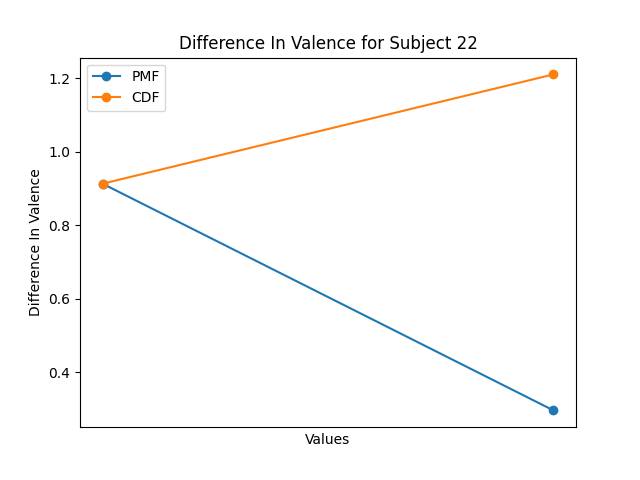 Difference In Valence for Subject 22
PMF
CDF
1.2
1.0
0.8
0.6
0.4
Difference In Valence
Values